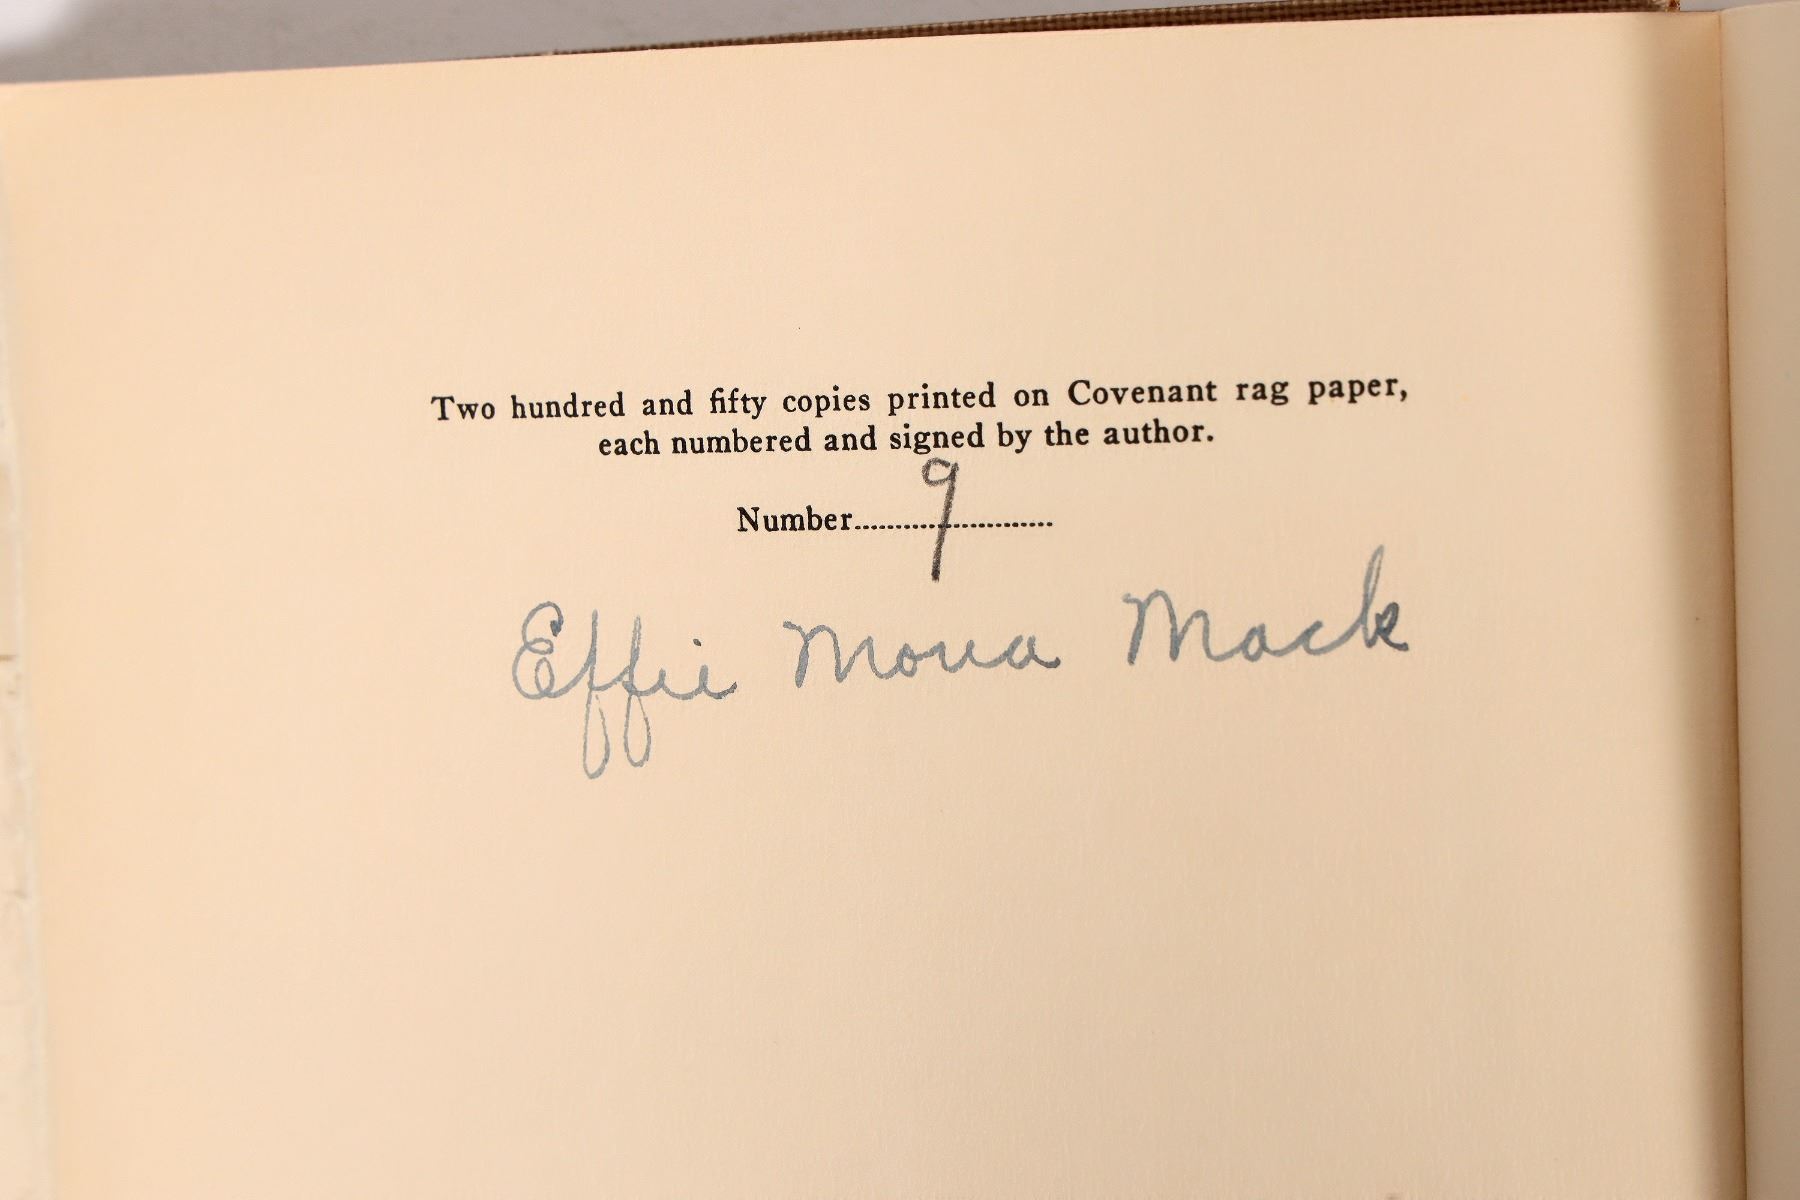 Two hundred and fifty copies printed on Covenant rag paper,
each numbered and signed by the author.
Number.......9.......
Effie Mona Mack